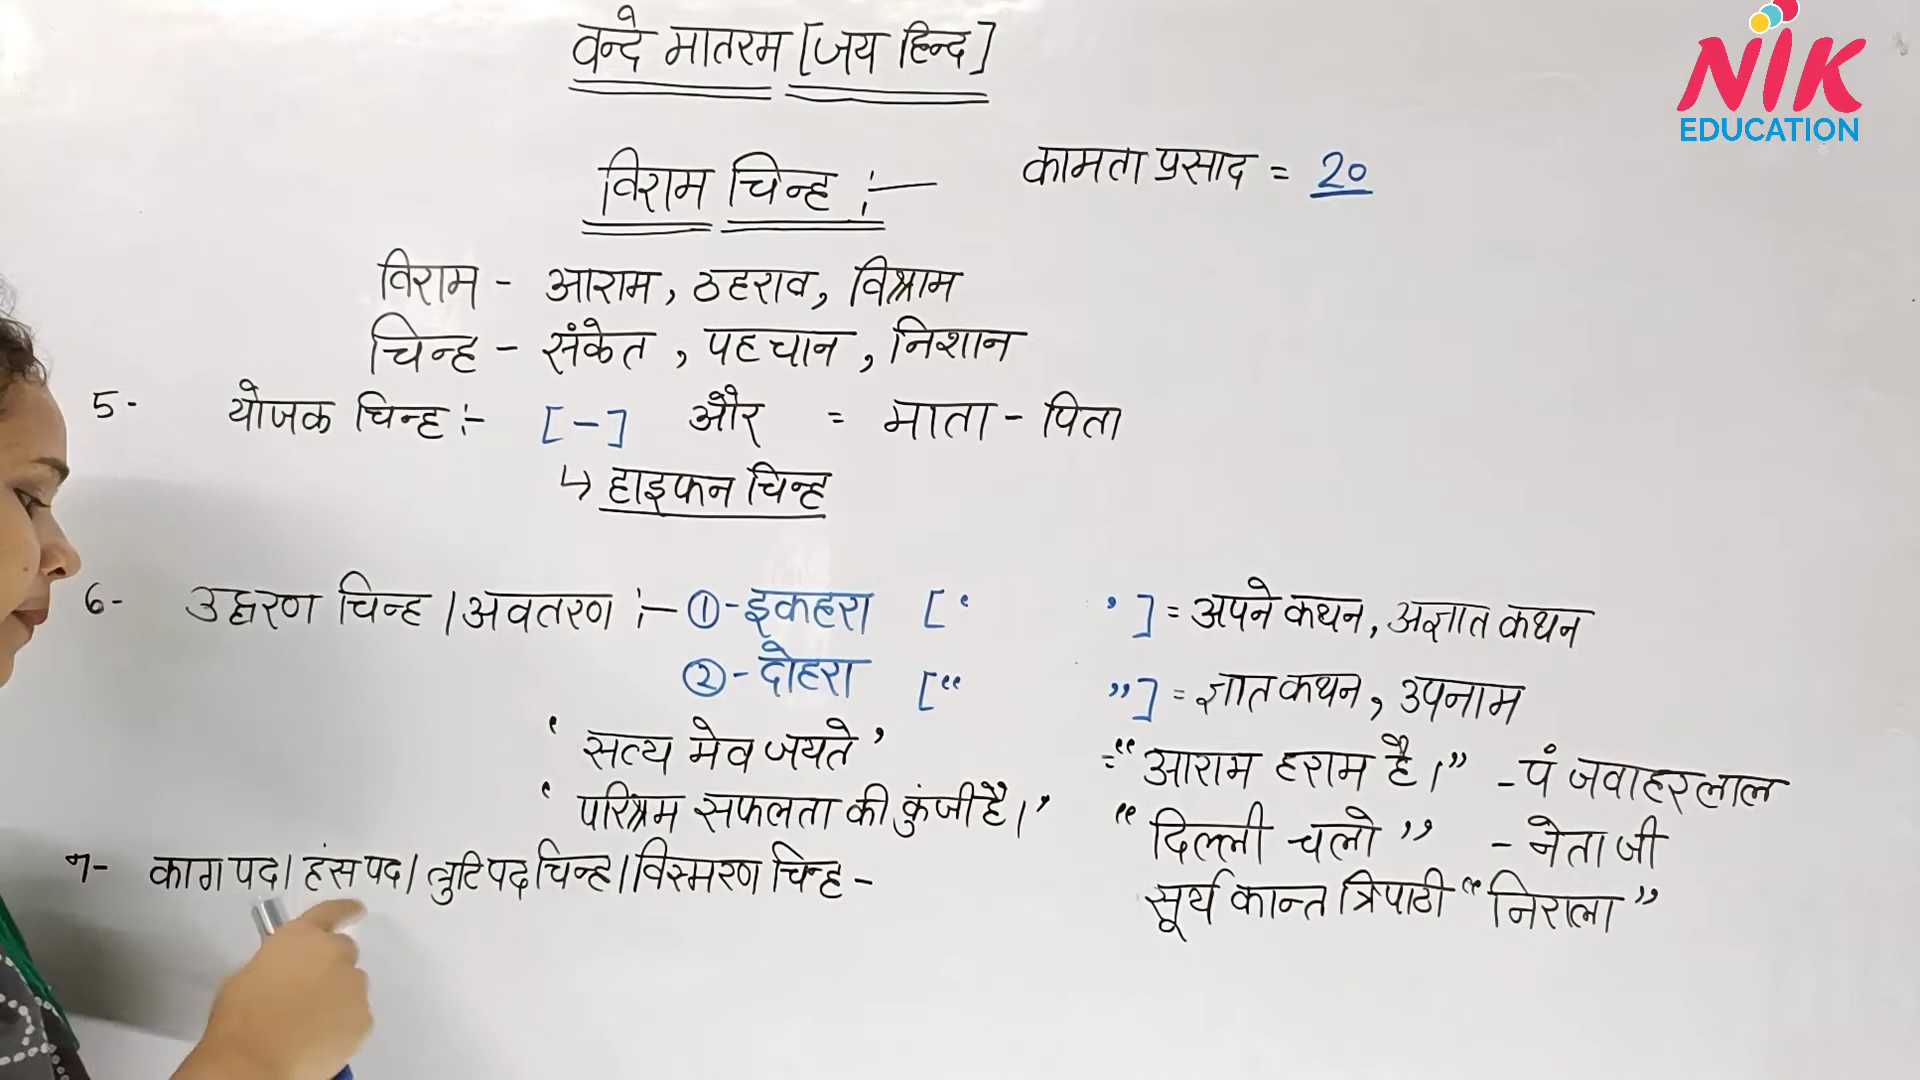 वन्दे मातरम [जय हिन्द]
NIK
EDUCATION
विराम चिन्ह :—
कामता प्रसाद = 20
विराम - आराम, ठहराव, विश्राम
चिन्ह - संकेत, पहचान, निशान
5- योजक चिन्ह :- [-] और = माता - पिता
↳ हाइफन चिन्ह
6- उद्धरण चिन्ह / अवतरण :— ①-इकहरा [‘ ’] = अपने कथन, अज्ञात कथन
②-दोहरा [“ ”] = ज्ञात कथन, उपनाम
‘सत्य मेव जयते’ = “आराम हराम है।” - पं जवाहरलाल
‘परिश्रम सफलता की कुंजी है।’ “दिल्ली चलो” - नेता जी
7- काग पद / हंस पद / त्रुटि पद चिन्ह / विस्मरण चिन्ह -
सूर्य कान्त त्रिपाठी “निराला”